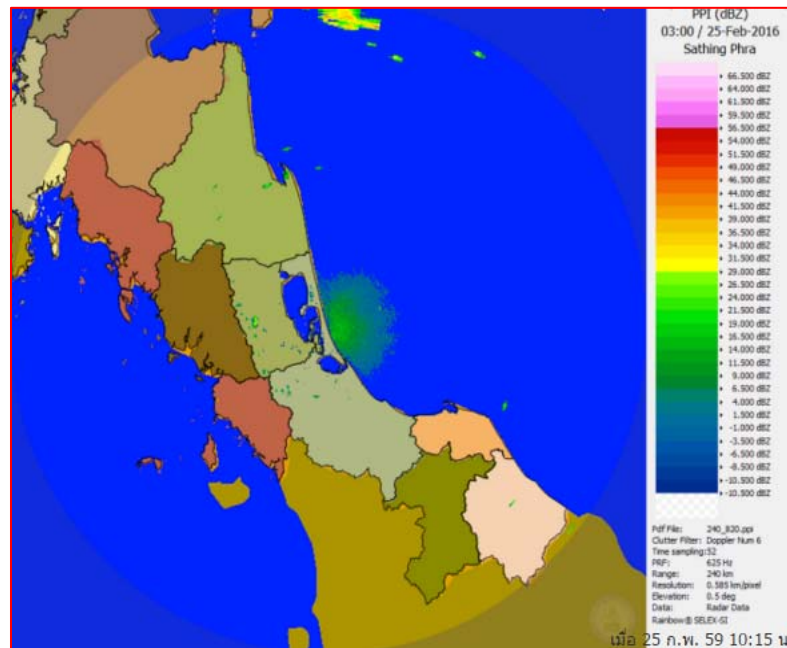 PPI (dBZ)
03:00 / 25-Feb-2016
Sathing Phra
66.500 dBZ
64.000 dBZ
61.500 dBZ
59.500 dBZ
56.500 dBZ
54.000 dBZ
51.500 dBZ
49.000 dBZ
46.500 dBZ
44.000 dBZ
41.500 dBZ
39.000 dBZ
36.500 dBZ
34.000 dBZ
31.500 dBZ
29.000 dBZ
26.500 dBZ
24.000 dBZ
21.500 dBZ
19.000 dBZ
16.500 dBZ
14.000 dBZ
11.500 dBZ
9.000 dBZ
6.500 dBZ
4.000 dBZ
1.500 dBZ
-1.000 dBZ
-3.500 dBZ
-6.500 dBZ
-8.500 dBZ
-10.500 dBZ
-10.500 dBZ
Pdf File: 240_820.ppi
Clutter Filter: Doppler Num 6
Time sampling:32
PRF: 625 Hz
Range: 240 km
Resolution: 0.385 km/pixel
Elevation: 0.5 deg
Data: Radar Data
Rainbow® SELEX-SI
เมื่อ 25 ก.พ. 59 10:15 น